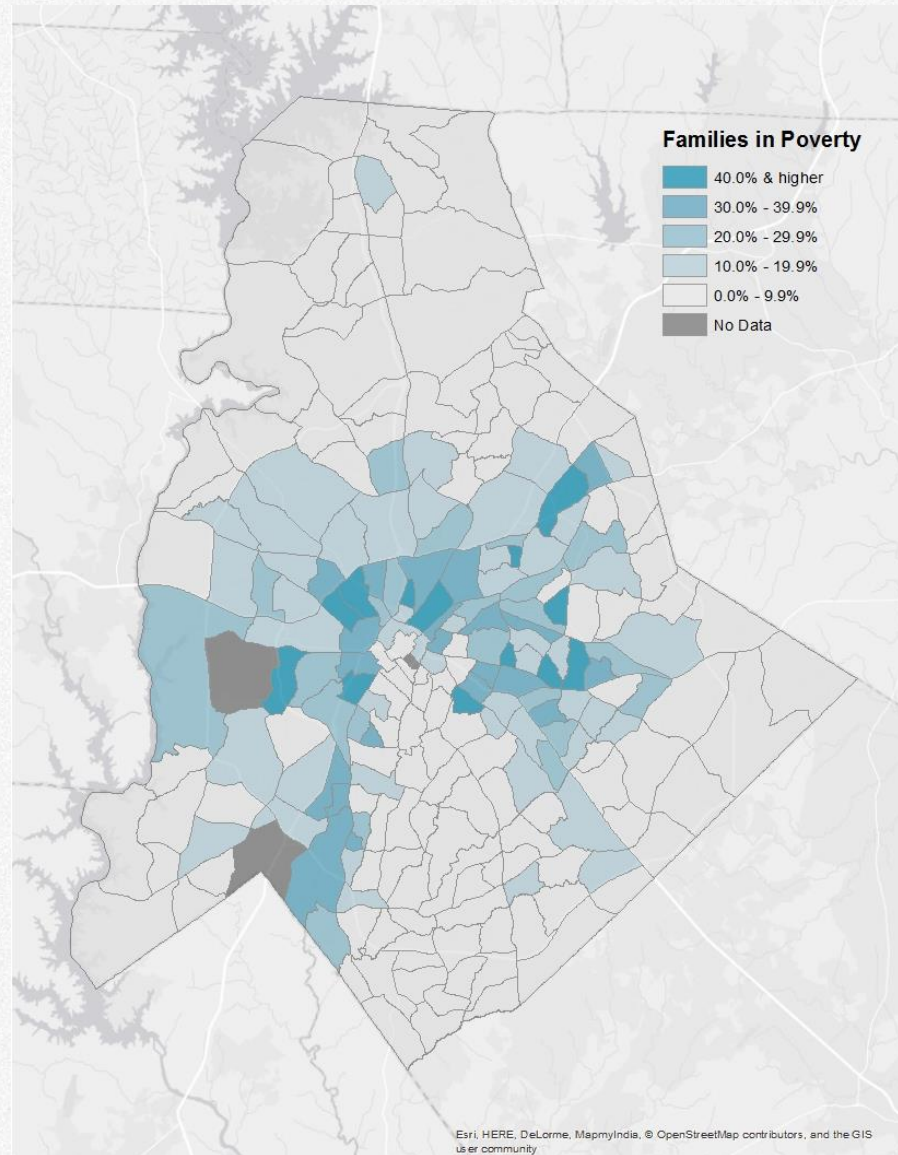 Families in Poverty
40.0% & higher
30.0% - 39.9%
20.0% - 29.9%
10.0% - 19.9%
0.0% - 9.9%
No Data
Esri, HERE, DeLorme, MapmyIndia, © OpenStreetMap contributors, and the GIS
user community